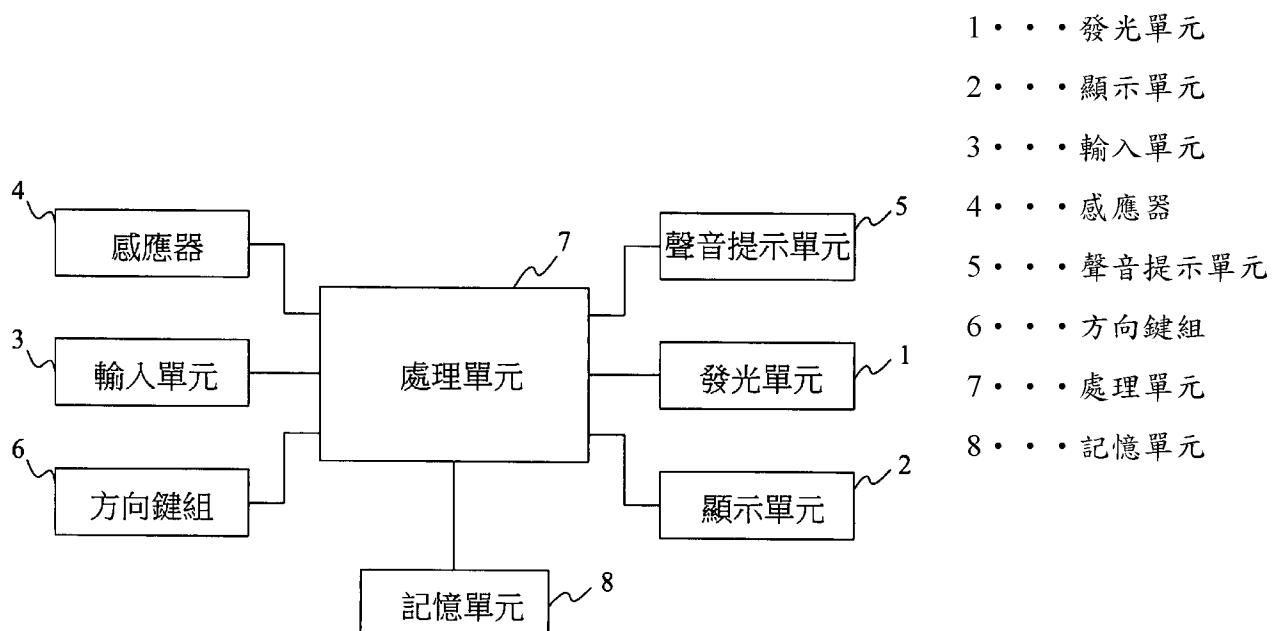 1・・・發光單元
2・・・顯示單元
3・・・輸入單元
4・・・感應器
5・・・聲音提示單元
6・・・方向鍵組
7・・・處理單元
8・・・記憶單元
4
感應器
3
輸入單元
6
方向鍵組
7
處理單元
5
聲音提示單元
1
發光單元
2
顯示單元
8
記憶單元